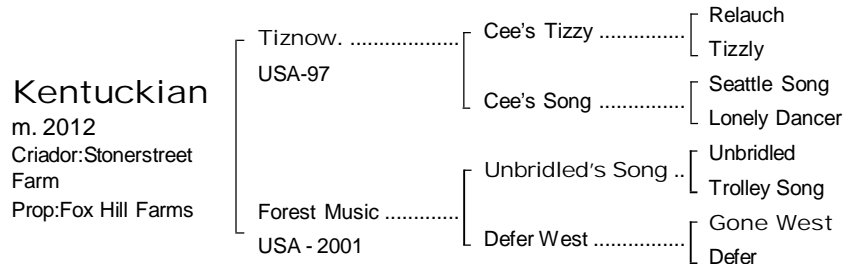 Kentuckian
m. 2012
Criador:Stonerstreet
Farm
Prop:Fox Hill Farms
Tiznow. ...................
USA-97
Forest Music .............
USA - 2001
Cee's Tizzy ...............
Cee's Song ...............
Unbridled's Song ..
Defer West ................
Relauch
Tizzly
Seattle Song
Lonely Dancer
Unbridled
Trolley Song
Gone West
Defer